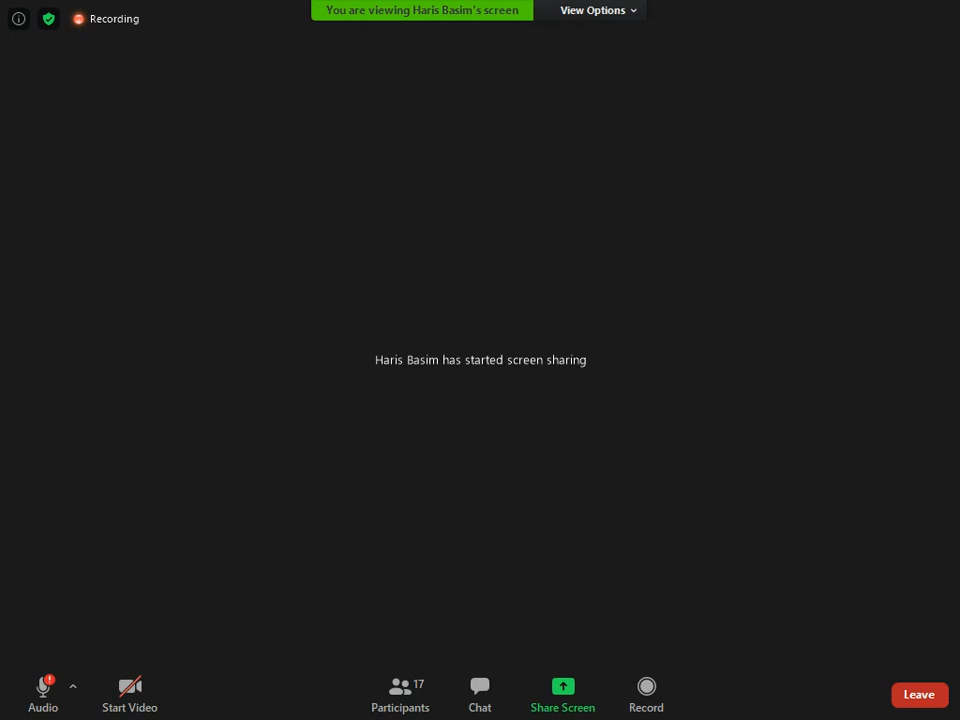 Recording
You are viewing Haris Basim's screen
View Options
Haris Basim has started screen sharing
Audio
Start Video
17
Participants
Chat
Share Screen
Record
Leave